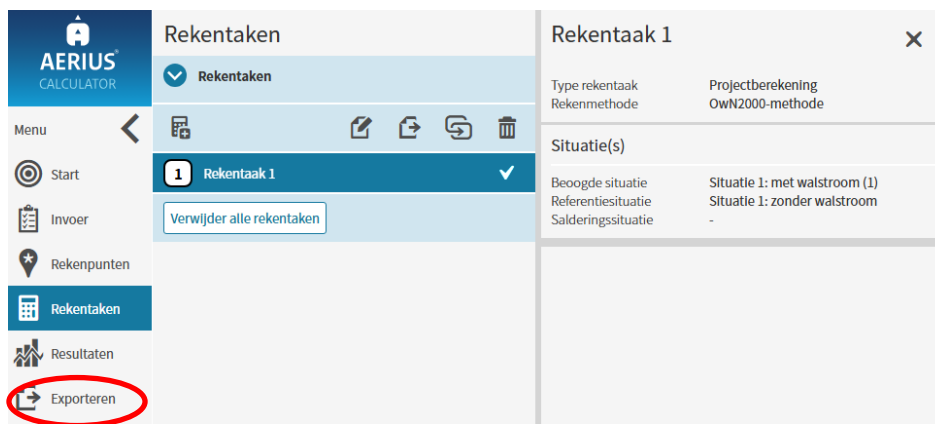 AERIUS®
CALCULATOR
Menu
Start
Invoer
Rekenpunten
Rekentaken
Resultaten
Exporteren
Rekentaken
Rekentaken
1 Rekentaak 1
Verwijder alle rekentaken
Rekentaak 1
Type rekentaak Projectberekening
Rekenmethode OwN2000-methode
Situatie(s)
Beoogde situatie Situatie 1: met walstroom (1)
Referentiesituatie Situatie 1: zonder walstroom
Salderingssituatie -